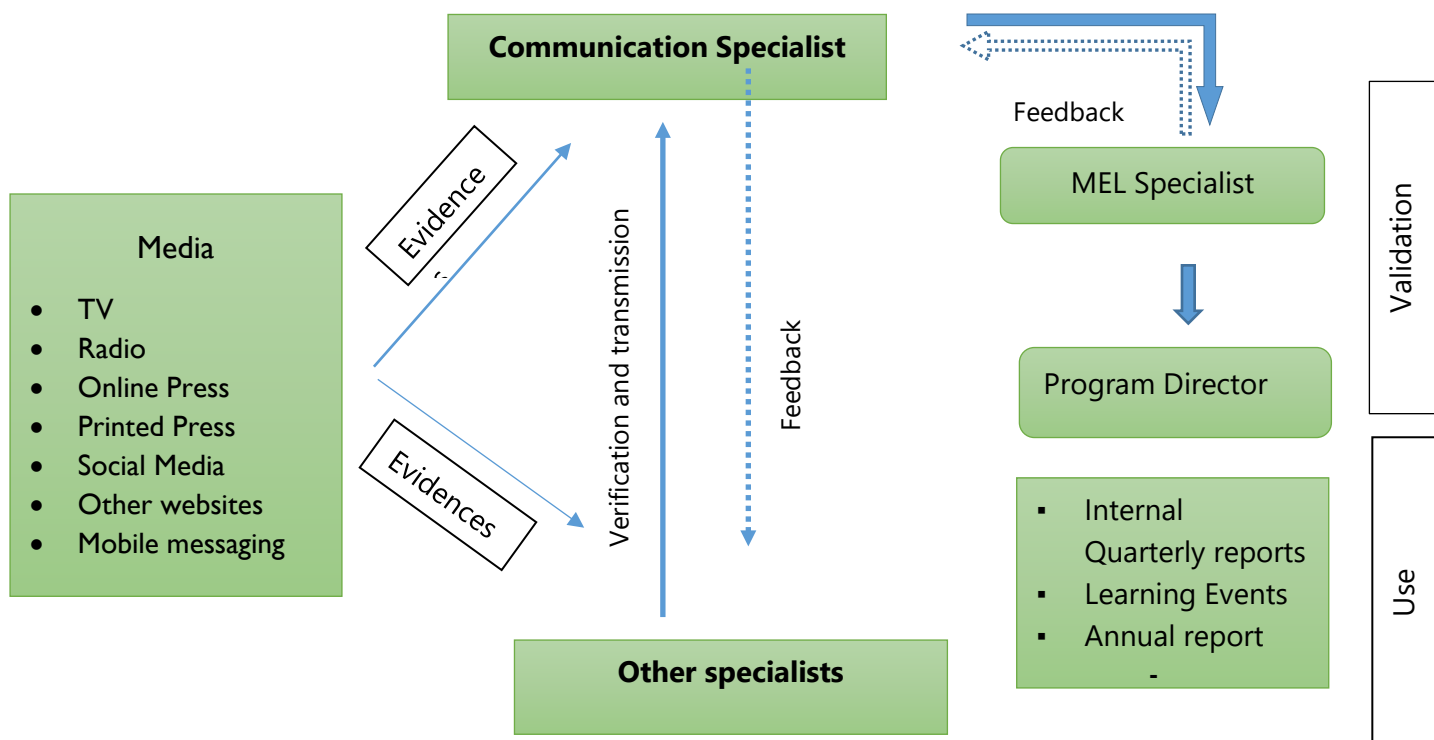 Communication Specialist
Feedback
MEL Specialist
Validation
Evidence
Media
• TV
• Radio
• Online Press
• Printed Press
• Social Media
• Other websites
• Mobile messaging
Verification and transmission
Feedback
Program Director
Evidences
▪ Internal
Quarterly reports
▪ Learning Events
▪ Annual report
-
Use
Other specialists